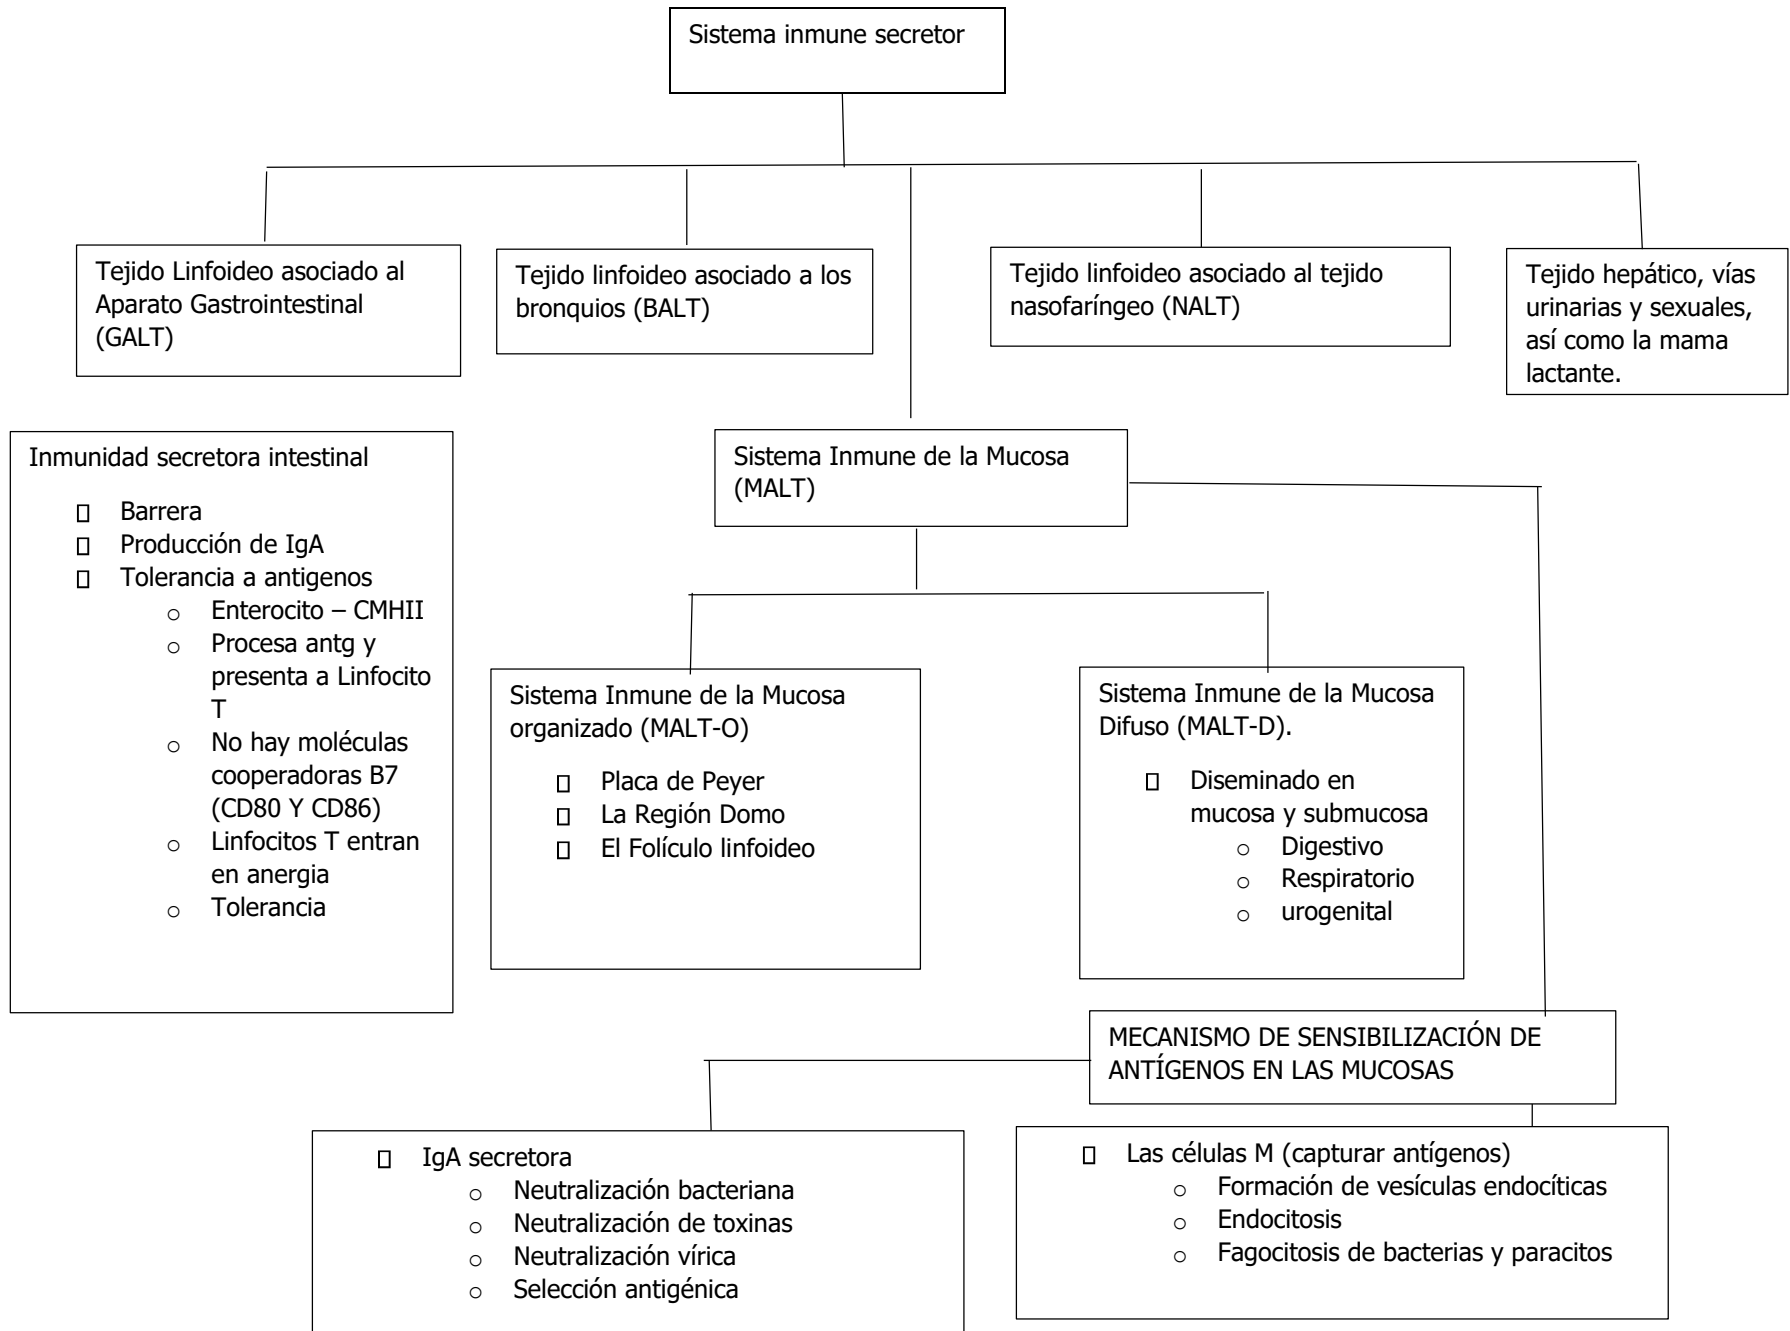 Sistema inmune secretor
Tejido Linfoideo asociado al
Aparato Gastrointestinal
(GALT)
Tejido linfoideo asociado a los
bronquios (BALT)
Tejido linfoideo asociado al tejido
nasofaríngeo (NALT)
Tejido hepático, vías
urinarias y sexuales,
así como la mama
lactante.
Inmunidad secretora intestinal
Barrera
Producción de IgA
Tolerancia a antigenos
Enterocito – CMHII
Procesa antg y
presenta a Linfocito
T
No hay moléculas
cooperadoras B7
(CD80 Y CD86)
Linfocitos T entran
en anergia
Tolerancia
Sistema Inmune de la Mucosa
(MALT)
Sistema Inmune de la Mucosa
organizado (MALT-O)
Placa de Peyer
La Región Domo
El Folículo linfoideo
Sistema Inmune de la Mucosa
Difuso (MALT-D).
Diseminado en
mucosa y submucosa
Digestivo
Respiratorio
urogenital
MECANISMO DE SENSIBILIZACIÓN DE
ANTÍGENOS EN LAS MUCOSAS
IgA secretora
Neutralización bacteriana
Neutralización de toxinas
Neutralización vírica
Selección antigénica
Las células M (capturar antígenos)
Formación de vesículas endocíticas
Endocitosis
Fagocitosis de bacterias y paracitos